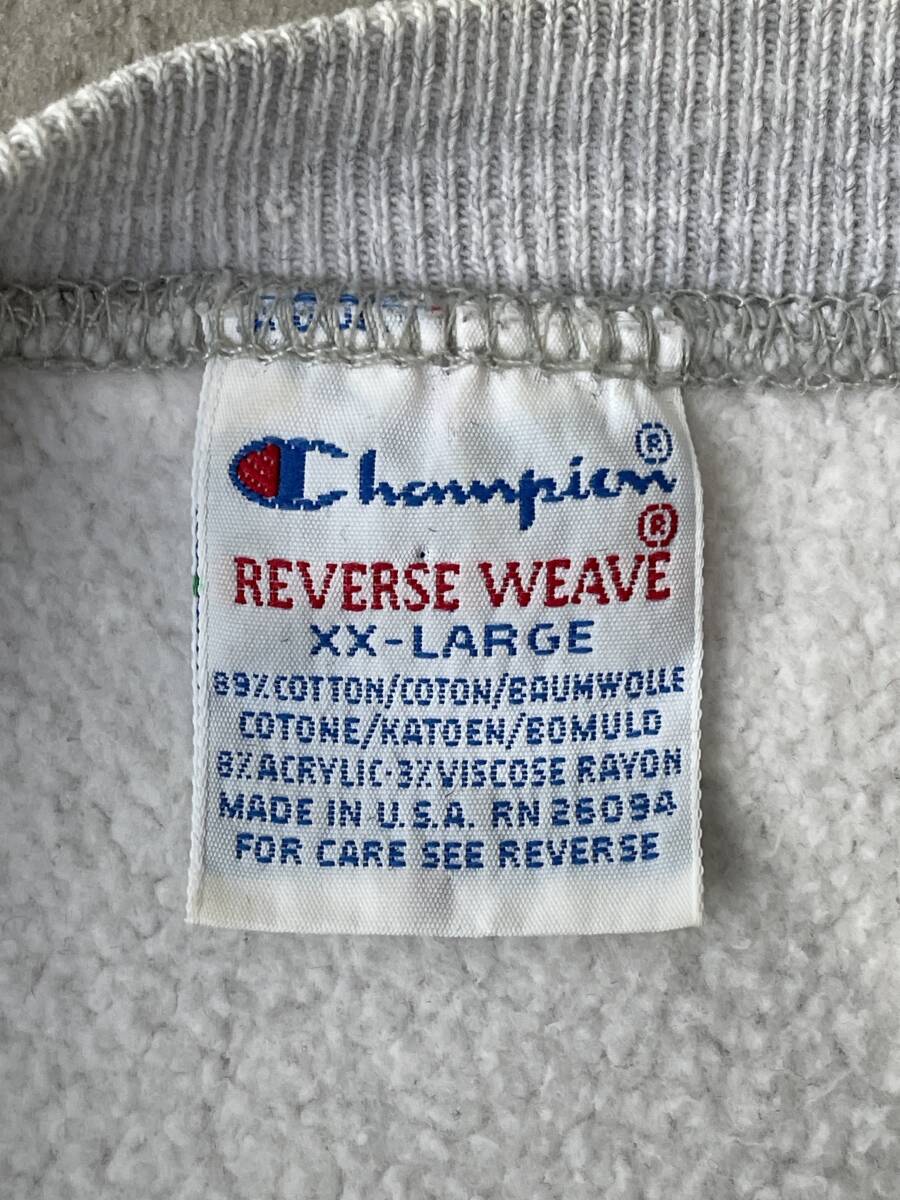 Champion®
REVERSE WEAVE®
XX-LARGE
89% COTTON/COTON/BAUMWOLLE
COTONE/KATOEN/BOMULD
8% ACRYLIC·3% VISCOSE RAYON
MADE IN U.S.A. RN 26094
FOR CARE SEE REVERSE